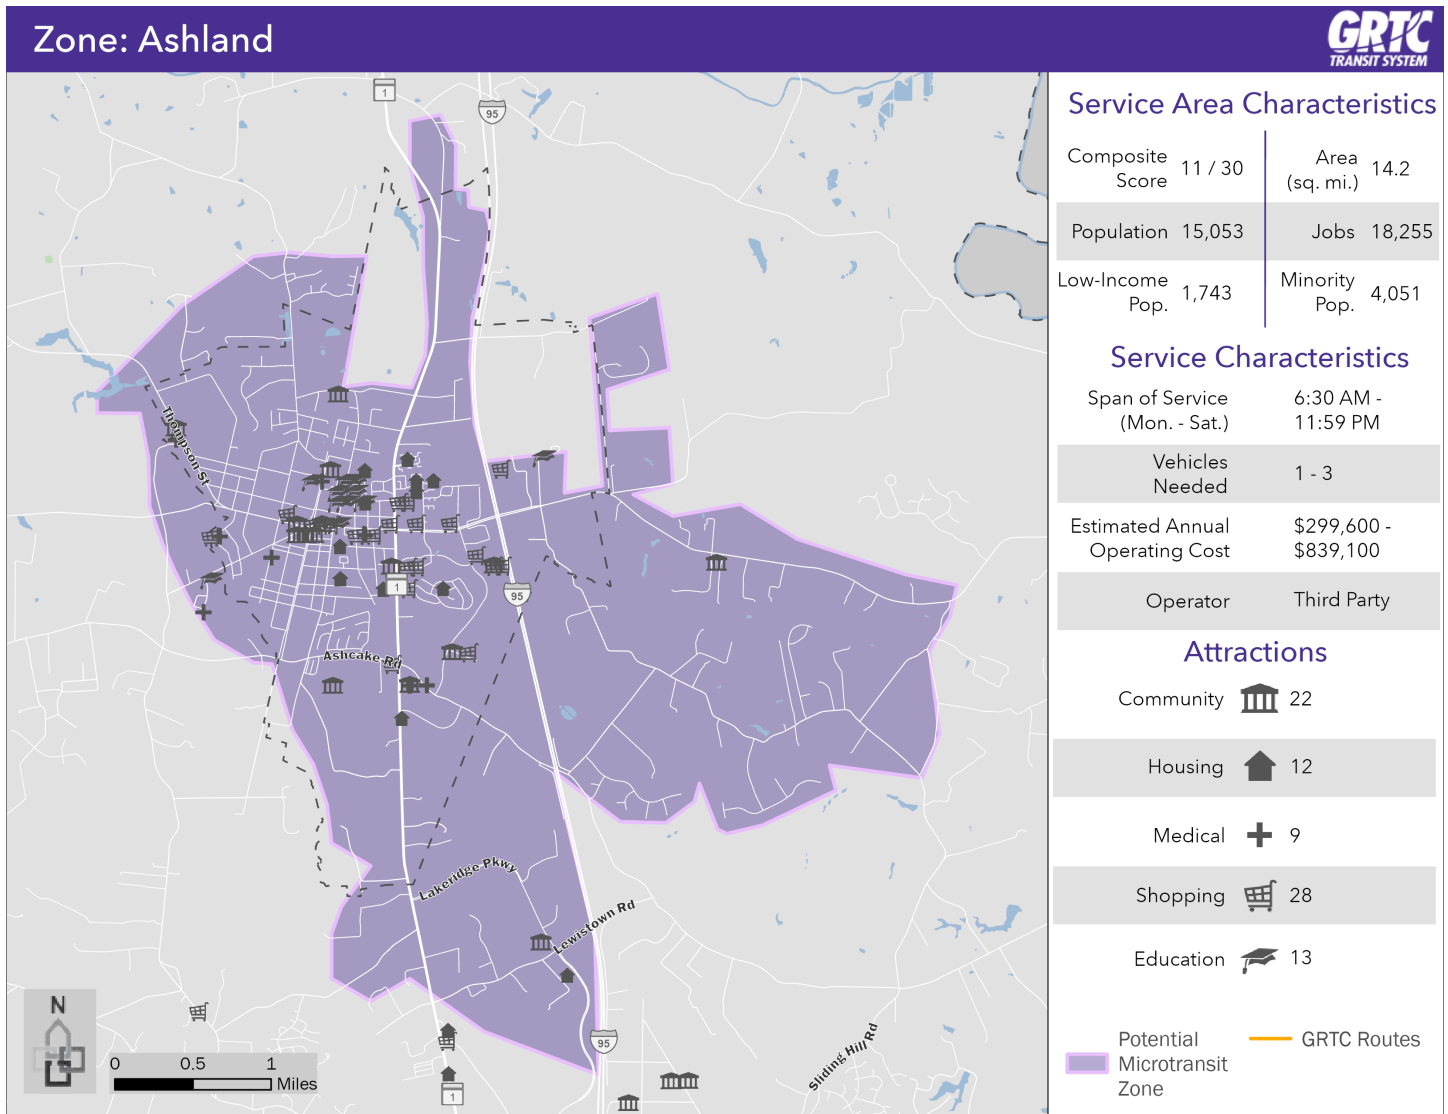 Zone: Ashland
GRTC
TRANSIT SYSTEM
1
95
Thompson St
1
95
Ashcake Rd
Lakeridge Pkwy
Lewistown Rd
95
1
Sliding Hill Rd
N
0 0.5 1
Miles
Service Area Characteristics
Composite
Score
11 / 30
Area
(sq. mi.)
14.2
Population 15,053
Jobs 18,255
Low-Income
Pop.
1,743
Minority
Pop.
4,051
Service Characteristics
Span of Service
(Mon. - Sat.)
6:30 AM -
11:59 PM
Vehicles
Needed
1 - 3
Estimated Annual
Operating Cost
$299,600 -
$839,100
Operator Third Party
Attractions
Community 22
Housing 12
Medical 9
Shopping 28
Education 13
Potential
Microtransit
Zone
GRTC Routes